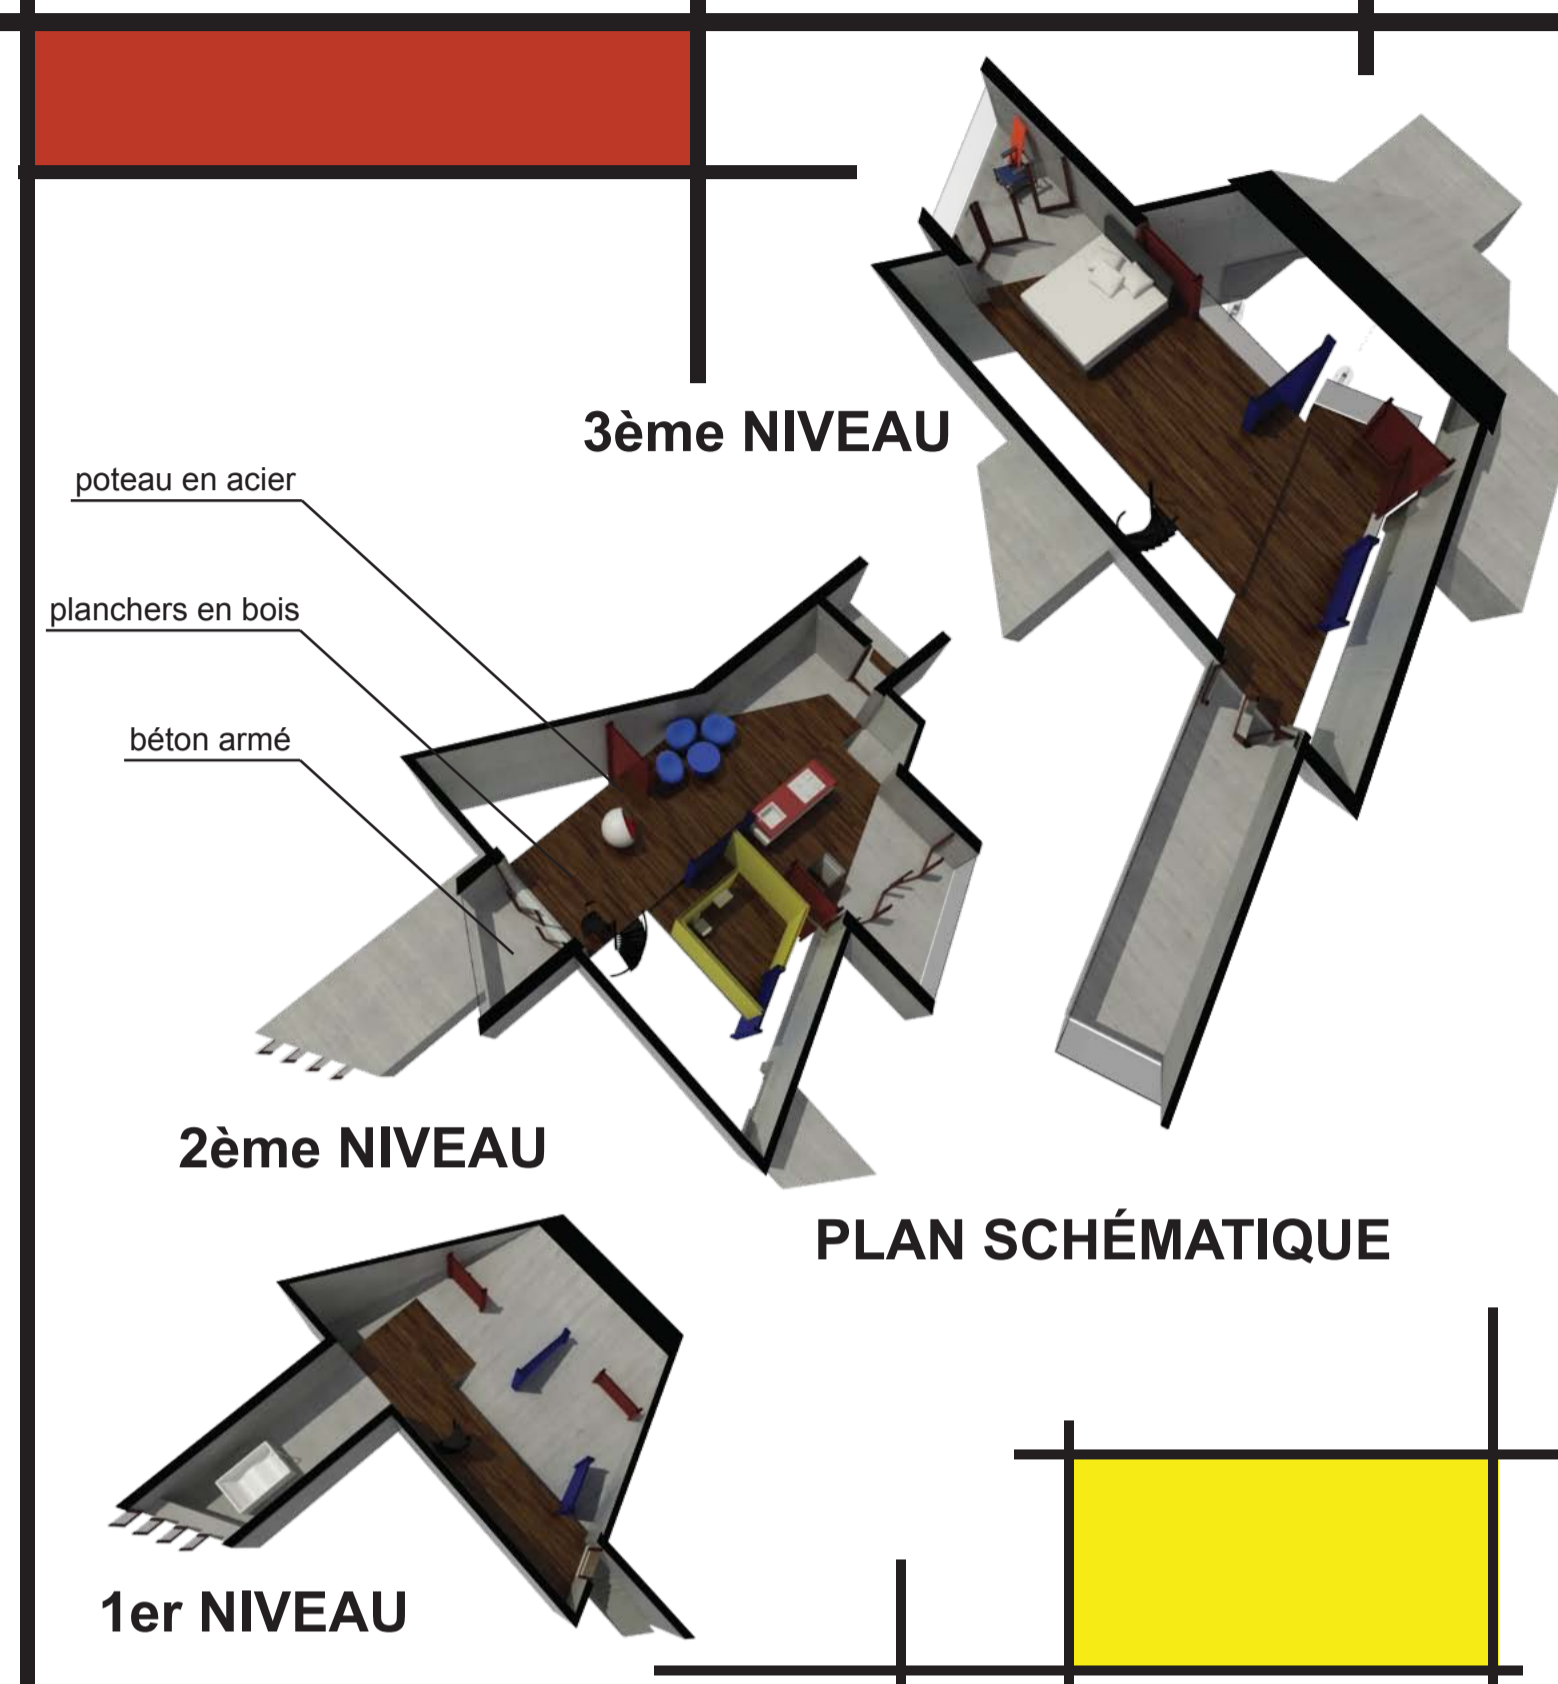 3ème NIVEAU
poteau en acier
planchers en bois
béton armé
2ème NIVEAU
PLAN SCHÉMATIQUE
1er NIVEAU